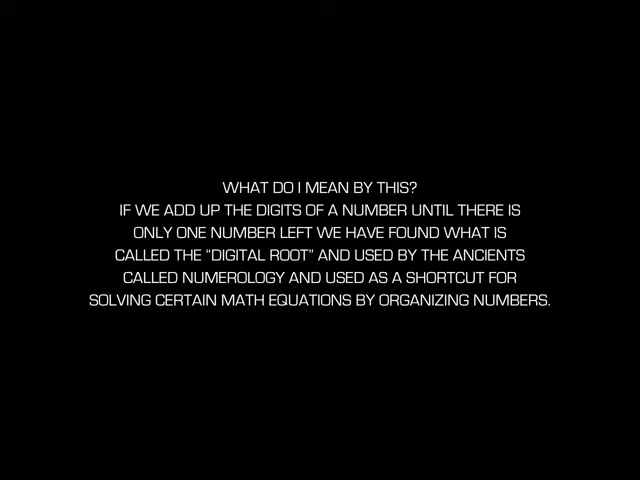 WHAT DO I MEAN BY THIS?
IF WE ADD UP THE DIGITS OF A NUMBER UNTIL THERE IS
ONLY ONE NUMBER LEFT WE HAVE FOUND WHAT IS
CALLED THE “DIGITAL ROOT” AND USED BY THE ANCIENTS
CALLED NUMEROLOGY AND USED AS A SHORTCUT FOR
SOLVING CERTAIN MATH EQUATIONS BY ORGANIZING NUMBERS.